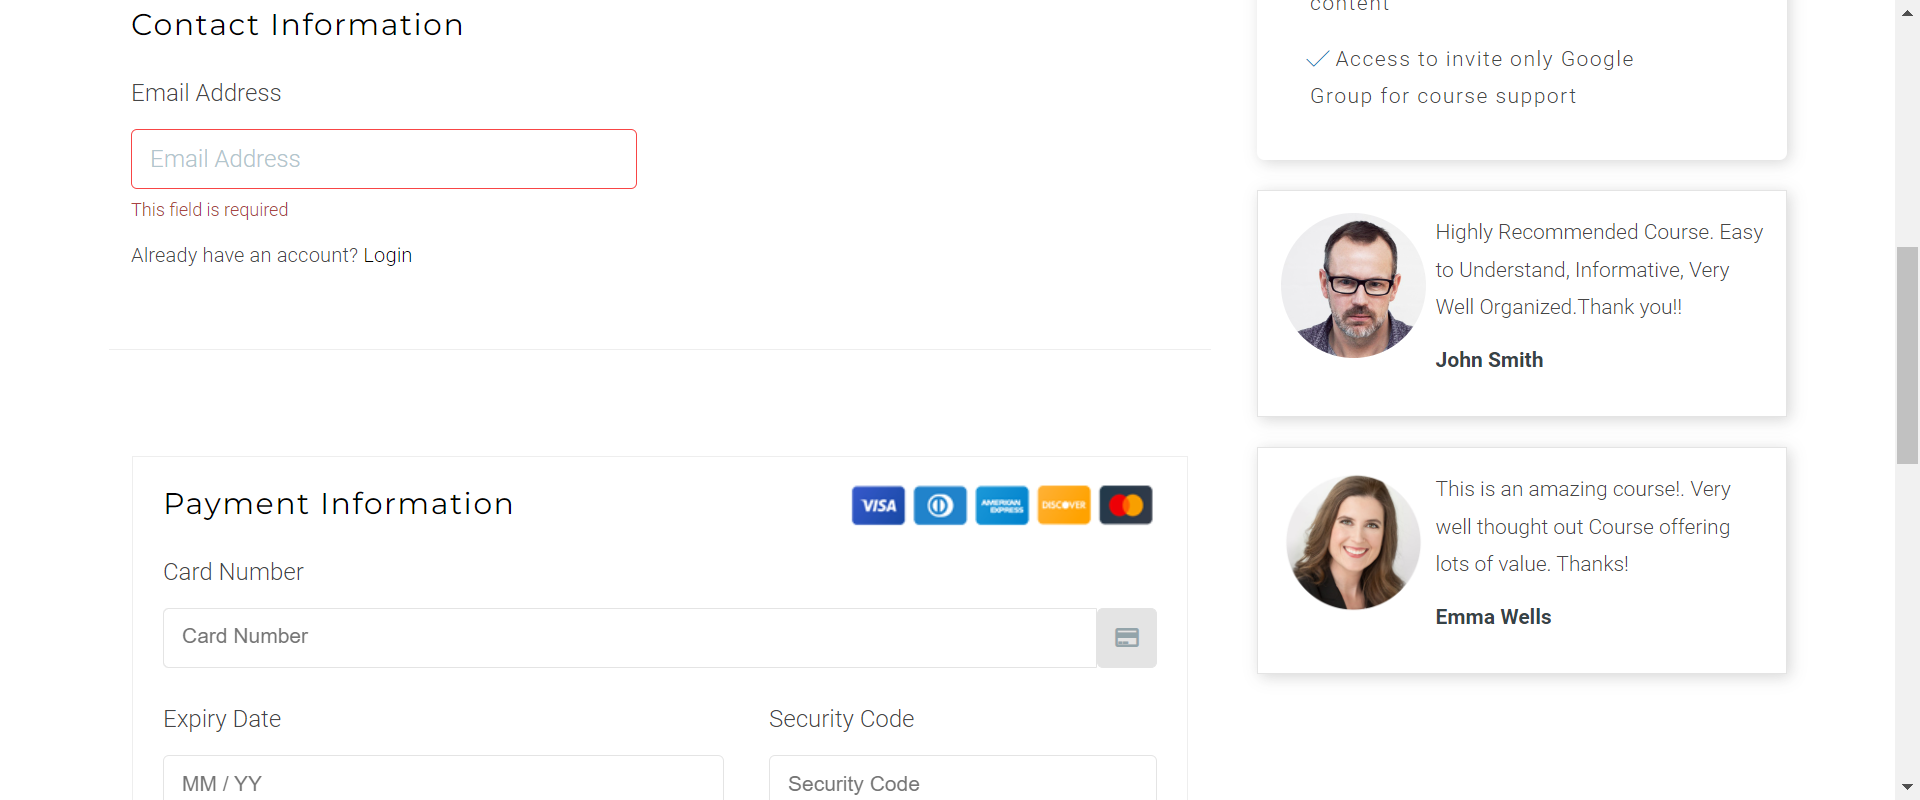 Contact Information
Email Address
Email Address
This field is required
Already have an account? Login
Payment Information
VISA
AMERICAN
EXPRESS
DISCOVER
Card Number
Card Number
Expiry Date
Security Code
MM / YY
Security Code
content
Access to invite only Google
Group for course support
Highly Recommended Course. Easy
to Understand, Informative, Very
Well Organized.Thank you!!
John Smith
This is an amazing course!. Very
well thought out Course offering
lots of value. Thanks!
Emma Wells